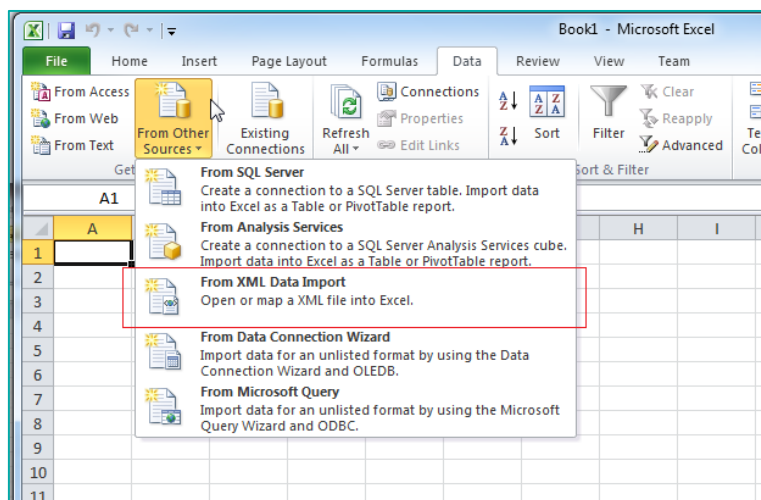 Book1 - Microsoft Excel
File Home Insert Page Layout Formulas Data Review View Team
From Access
From Web
From Text
From Other
Sources
Existing
Connections
Refresh
All
Connections
Properties
Edit Links
A
Z
Z
A
A Z
Z A
Sort
Filter
Clear
Reapply
Advanced
Sort & Filter
A1
From SQL Server
Create a connection to a SQL Server table. Import data
into Excel as a Table or PivotTable report.
From Analysis Services
Create a connection to a SQL Server Analysis Services cube.
Import data into Excel as a Table or PivotTable report.
From XML Data Import
Open or map a XML file into Excel.
From Data Connection Wizard
Import data for an unlisted format by using the Data
Connection Wizard and OLEDB.
From Microsoft Query
Import data for an unlisted format by using the Microsoft
Query Wizard and ODBC.
A H I
1
2
3
4
5
6
7
8
9
10
11